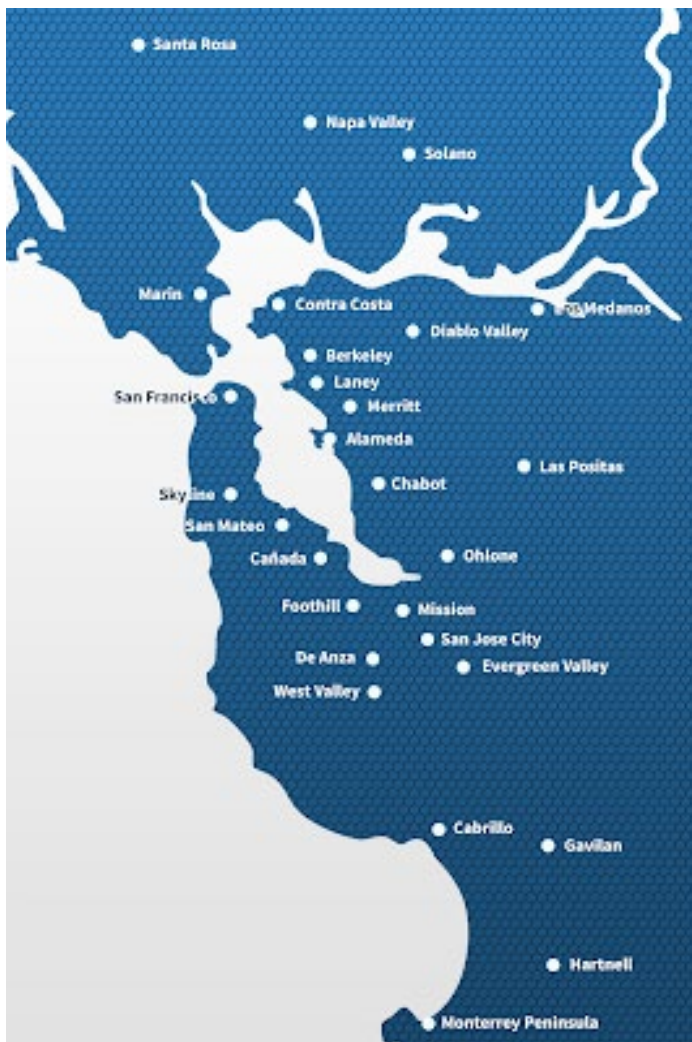 Santa Rosa
Napa Valley
Solano
Marin
Contra Costa
Los Medanos
Diablo Valley
Berkeley
Laney
San Francisco
Merritt
Alameda
Las Positas
Chabot
Skyline
San Mateo
Cañada
Ohlone
Foothill
Mission
San Jose City
De Anza
Evergreen Valley
West Valley
Cabrillo
Gavilan
Hartnell
Monterrey Peninsula